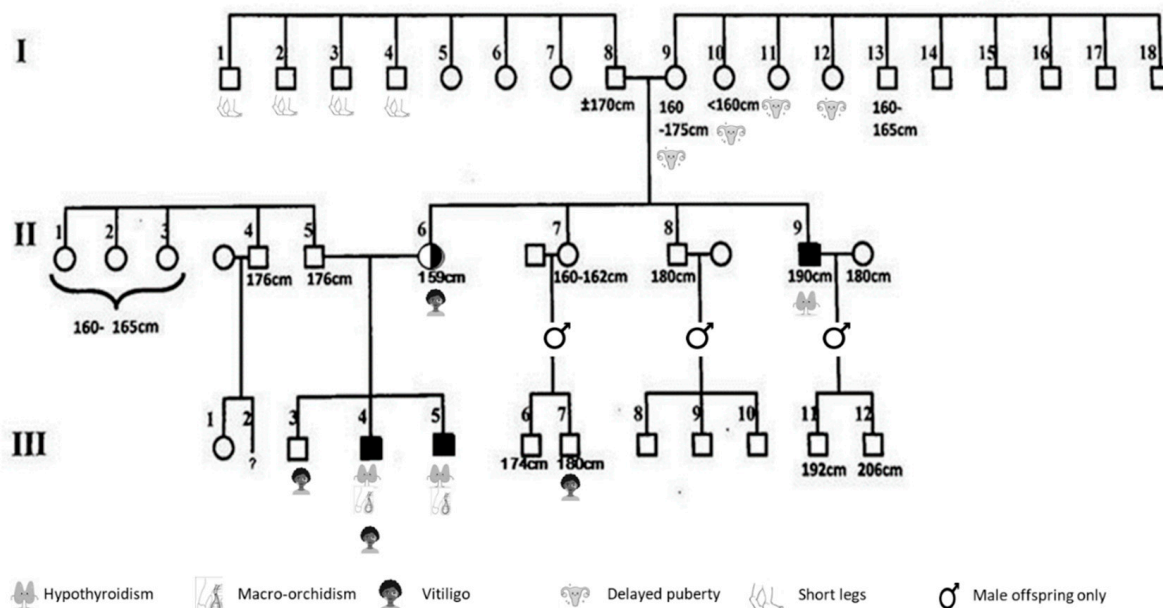 I
1 2 3 4 5 6 7 8 9 10 11 12 13 14 15 16 17 18
±170cm 160 <160cm 160-
-175cm 165cm
II
1 2 3 4 5 6 7 8 9
176cm 176cm 159cm 160-162cm 180cm 190cm 180cm
160- 165cm
III
1 2 3 4 5 6 7 8 9 10 11 12
? 174cm 180cm 192cm 206cm
Hypothyroidism Macro-orchidism Vitiligo Delayed puberty Short legs Male offspring only